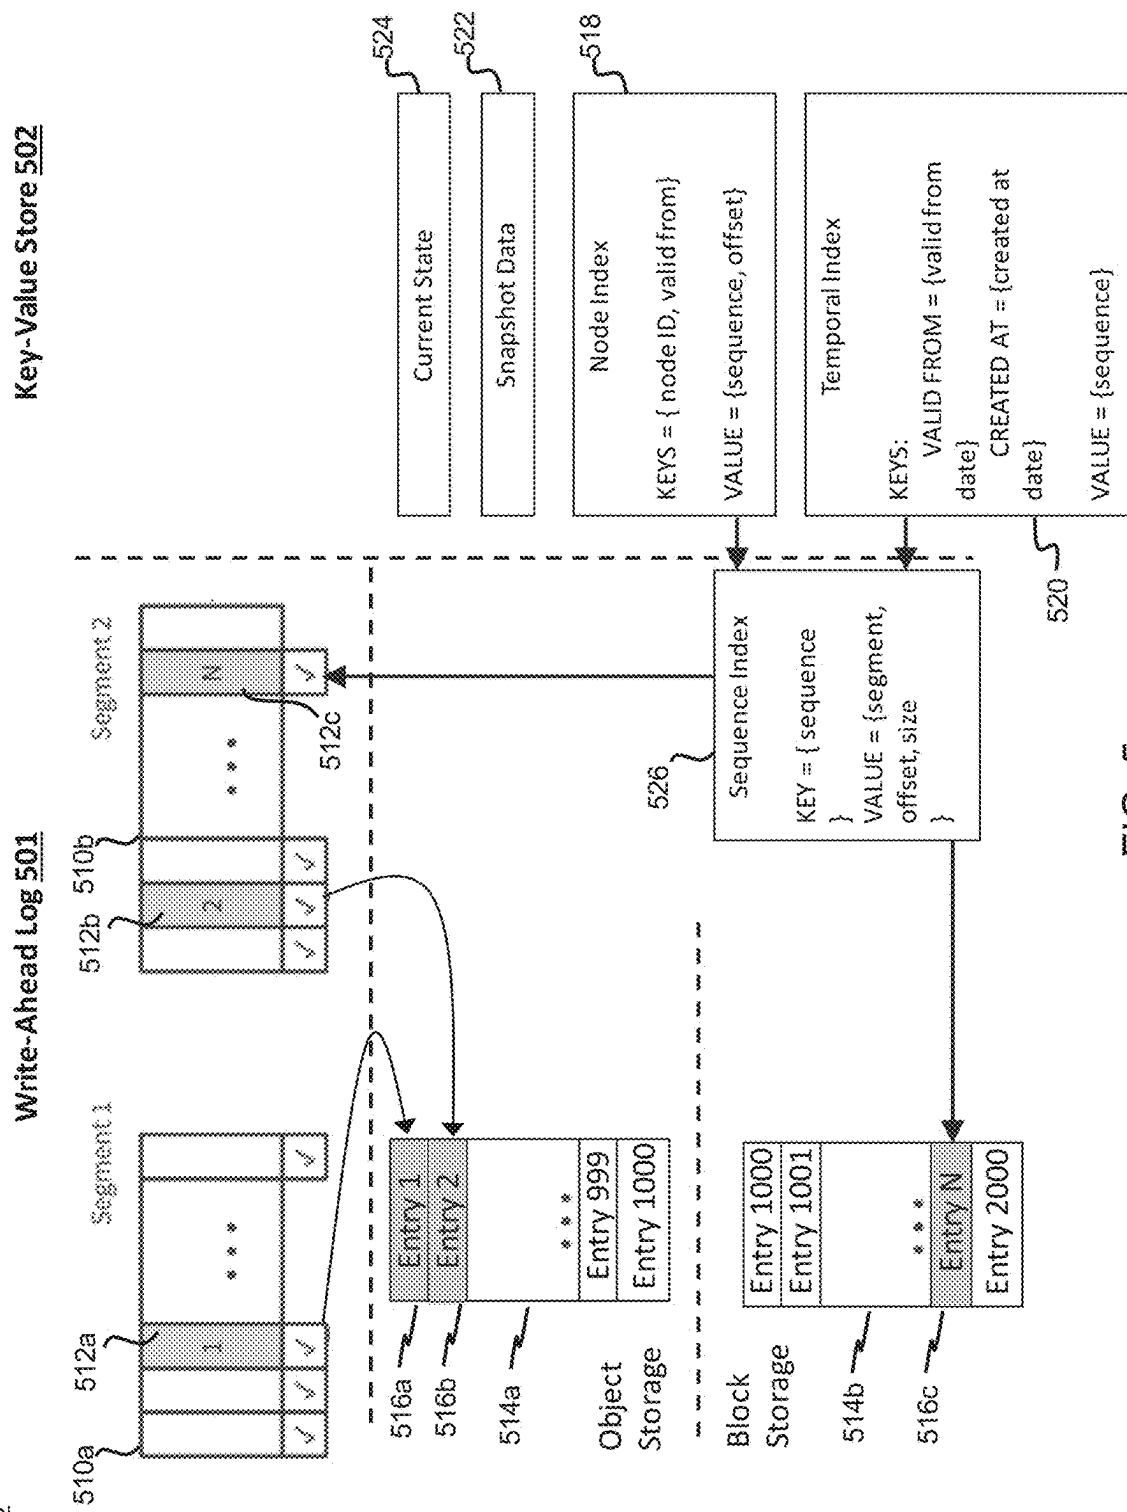 Write-Ahead Log 501
Key-Value Store 502
510a
512a
Segment 1
1
• • •
✓ ✓ ✓ ✓
512b
510b
Segment 2
2
• • •
N
✓ ✓ ✓ ✓
512c
516a
516b
514a
Entry 1
Entry 2
• • •
Entry 999
Entry 1000
Object
Storage
Block
Storage
514b
516c
Entry 1000
Entry 1001
• • •
Entry N
Entry 2000
526
Sequence Index
KEY = { sequence
}
VALUE = {segment,
offset, size
}
524
Current State
522
Snapshot Data
518
Node Index
KEYS = { node ID, valid from}
VALUE = {sequence, offset}
520
Temporal Index
KEYS:
VALID FROM = {valid from
date}
CREATED AT = {created at
date}
VALUE = {sequence}